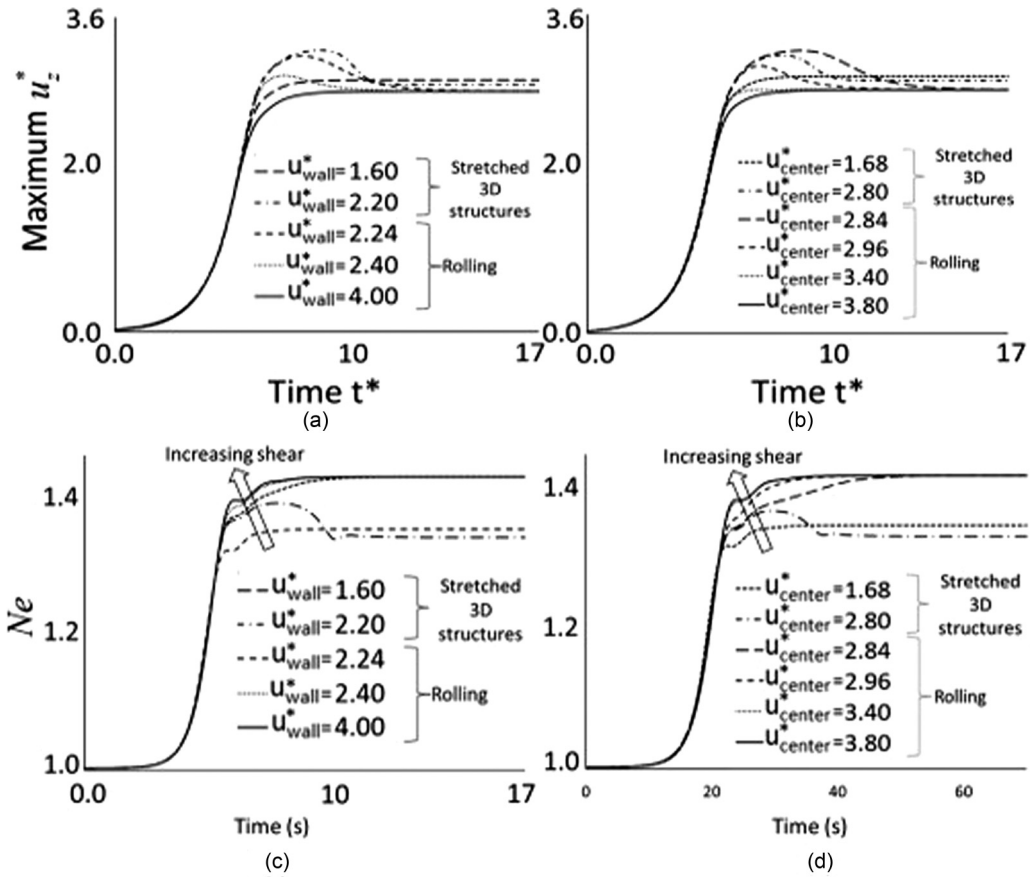 3.6
2.0
0.0
Maximum u*z
u*wall=1.60
u*wall=2.20
u*wall=2.24
u*wall=2.40
u*wall=4.00
Stretched
3D
structures
Rolling
0.0
10
17
Time t*
(a)
3.6
2.0
0.0
u*center=1.68
u*center=2.80
u*center=2.84
u*center=2.96
u*center=3.40
u*center=3.80
Stretched
3D
structures
Rolling
0.0
10
17
Time t*
(b)
Increasing shear
1.4
1.2
1.0
Ne
u*wall=1.60
u*wall=2.20
u*wall=2.24
u*wall=2.40
u*wall=4.00
Stretched
3D
structures
Rolling
0.0
10
17
Time (s)
(c)
Increasing shear
1.4
1.2
1.0
u*center=1.68
u*center=2.80
u*center=2.84
u*center=2.96
u*center=3.40
u*center=3.80
Stretched
3D
structures
Rolling
0
20
40
60
Time (s)
(d)